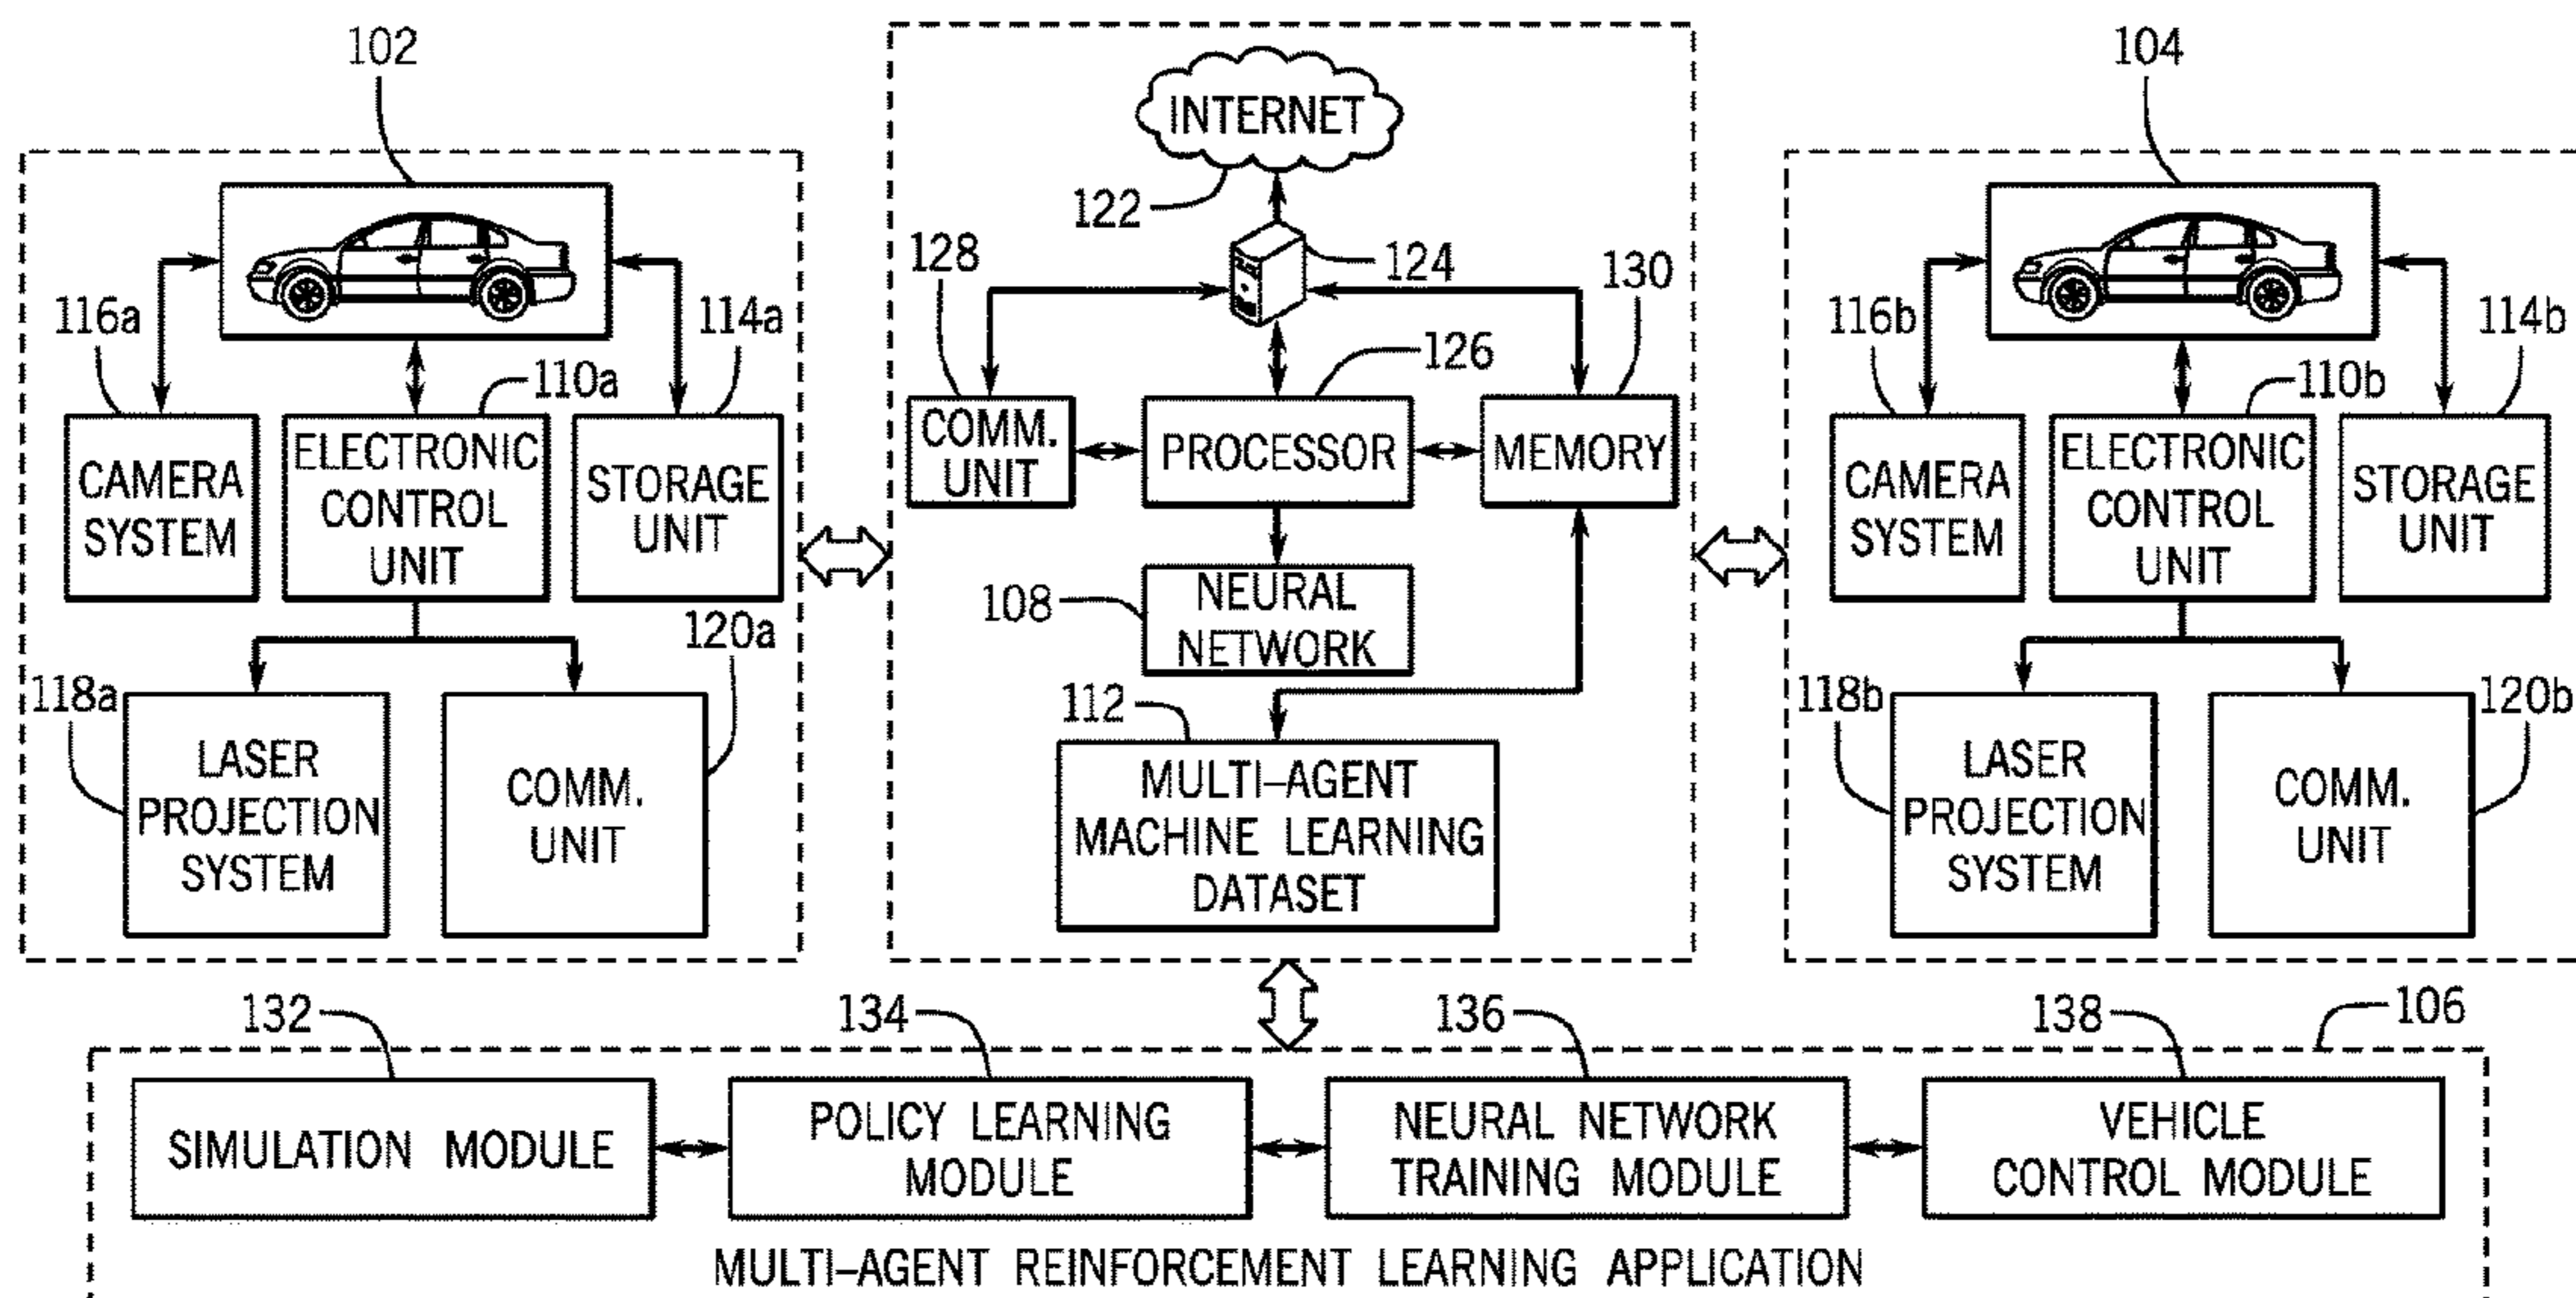 102
116a
114a
110a
CAMERA
SYSTEM
ELECTRONIC
CONTROL
UNIT
STORAGE
UNIT
120a
118a
LASER
PROJECTION
SYSTEM
COMM.
UNIT
INTERNET
122
128
124
130
126
COMM.
UNIT
PROCESSOR
MEMORY
108
NEURAL
NETWORK
112
MULTI–AGENT
MACHINE LEARNING
DATASET
104
116b
114b
110b
CAMERA
SYSTEM
ELECTRONIC
CONTROL
UNIT
STORAGE
UNIT
118b
120b
LASER
PROJECTION
SYSTEM
COMM.
UNIT
132
134
136
138
106
SIMULATION MODULE
POLICY LEARNING
MODULE
NEURAL NETWORK
TRAINING MODULE
VEHICLE
CONTROL MODULE
MULTI–AGENT REINFORCEMENT LEARNING APPLICATION